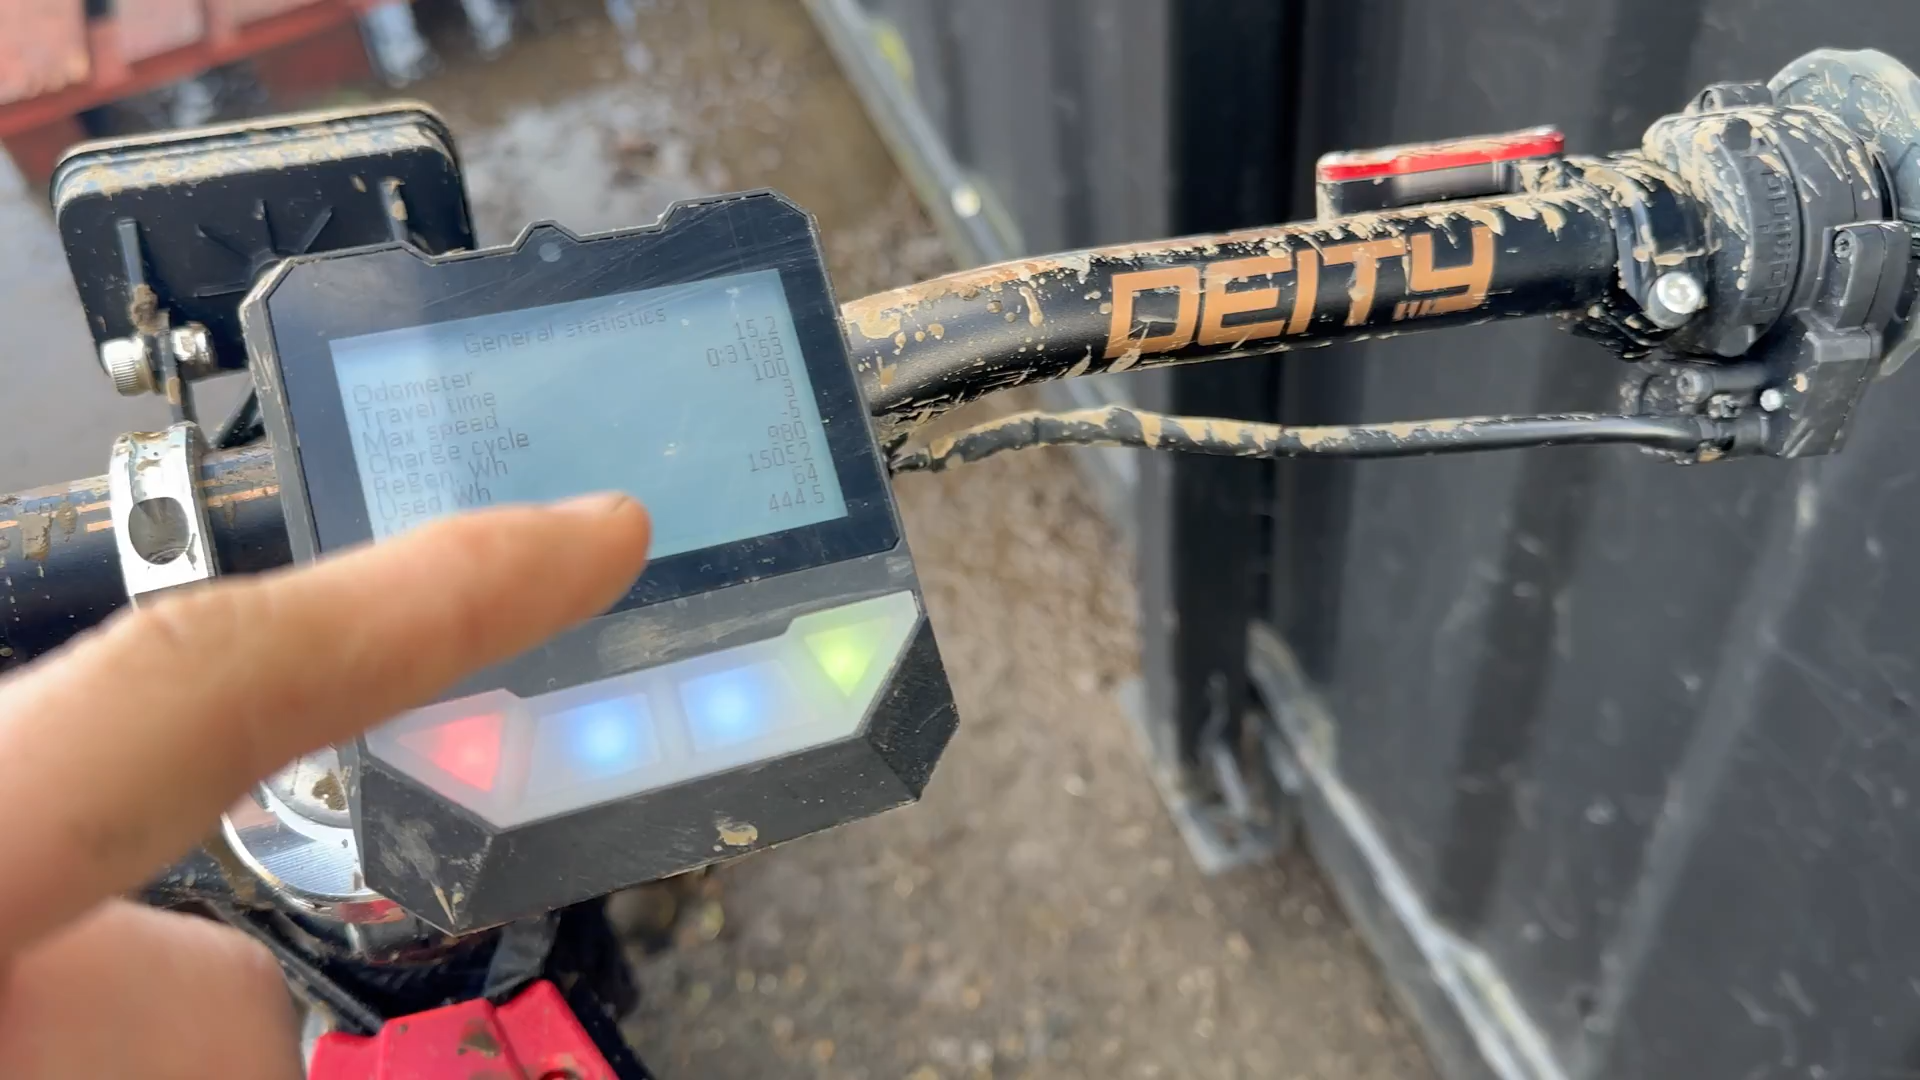 General statistics
Odometer 15.2
Travel time 0:31:53
Max speed 100
Charge cycle 3
Regen. Wh -5
Used Wh 980
15052
64
444.5
DEITY